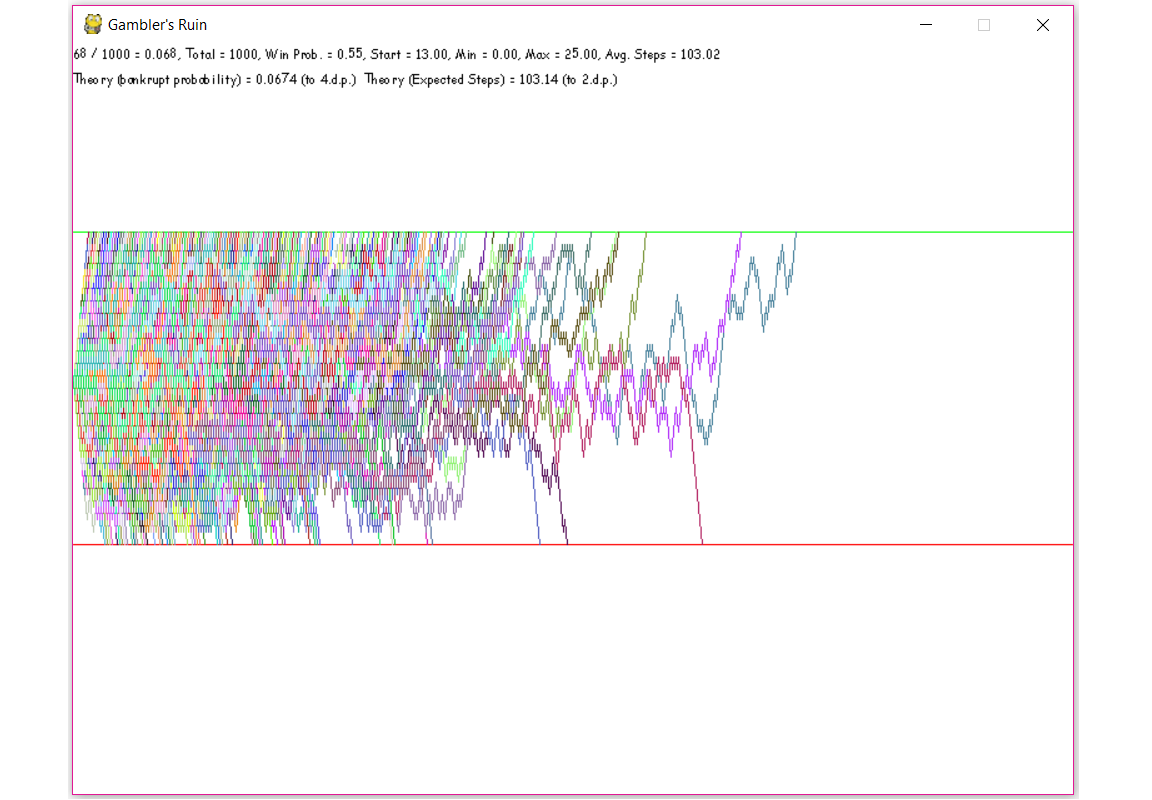 Gambler's Ruin
68 / 1000 = 0.068, Total = 1000, Win Prob. = 0.55, Start = 13.00, Min = 0.00, Max = 25.00, Avg. Steps = 103.02
Theory (bankrupt probability) = 0.0674 (to 4.d.p.) Theory (Expected Steps) = 103.14 (to 2.d.p.)